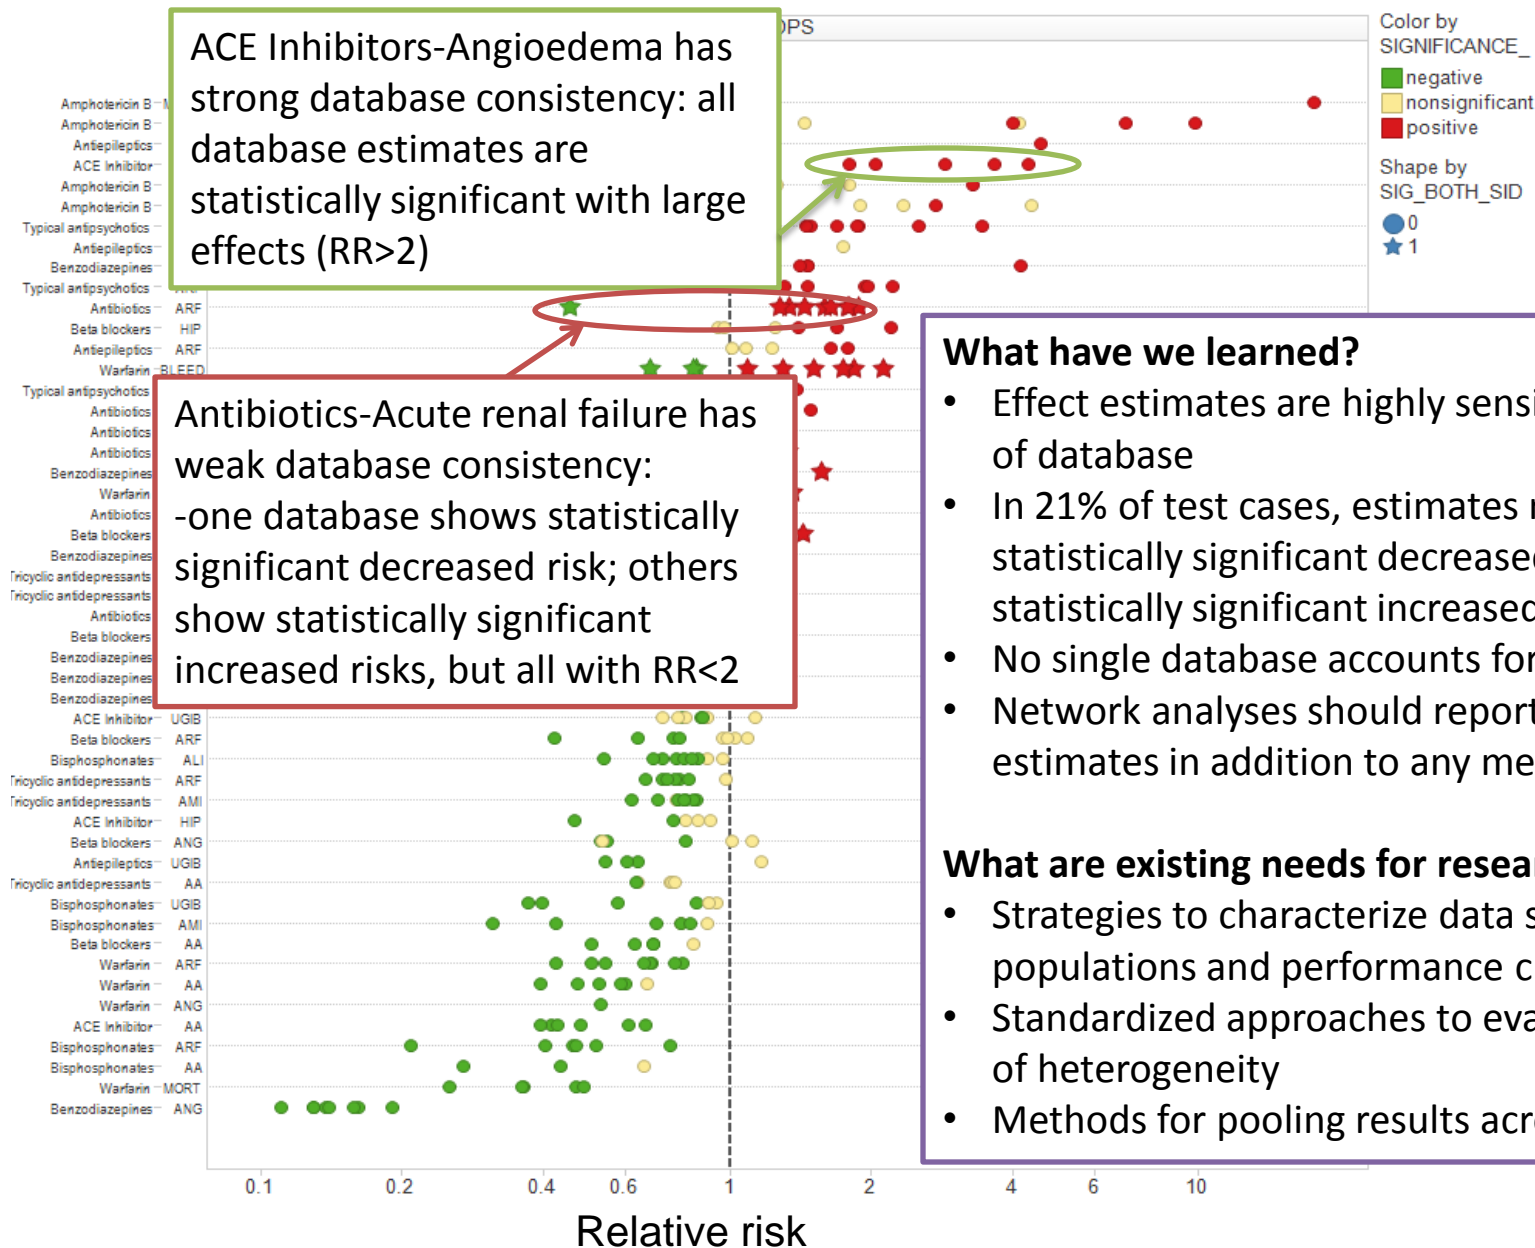 OPS
ACE Inhibitors-Angioedema has
strong database consistency: all
database estimates are
statistically significant with large
effects (RR>2)
Color by
SIGNIFICANCE_
negative
nonsignificant
positive
Shape by
SIG_BOTH_SID
0
1
Amphotericin B
Amphotericin B
Antiepileptics
ACE Inhibitor
Amphotericin B
Amphotericin B
Typical antipsychotics
Antiepileptics
Benzodiazepines
Typical antipsychotics
Antibiotics ARF
Beta blockers HIP
Antiepileptics ARF
Warfarin BLEED
Typical antipsychotics
Antibiotics
Antibiotics
Antibiotics
Benzodiazepines
Warfarin
Antibiotics
Beta blockers
Benzodiazepines
Tricyclic antidepressants
Tricyclic antidepressants
Antibiotics
Beta blockers
Benzodiazepines
Benzodiazepines
Benzodiazepines
ACE Inhibitor UGIB
Beta blockers ARF
Bisphosphonates ALI
Tricyclic antidepressants ARF
Tricyclic antidepressants AMI
ACE Inhibitor HIP
Beta blockers ANG
Antiepileptics UGIB
Tricyclic antidepressants AA
Bisphosphonates UGIB
Bisphosphonates AMI
Beta blockers AA
Warfarin ARF
Warfarin AA
Warfarin ANG
ACE Inhibitor AA
Bisphosphonates ARF
Bisphosphonates AA
Warfarin MORT
Benzodiazepines ANG
Antibiotics-Acute renal failure has
weak database consistency:
-one database shows statistically
significant decreased risk; others
show statistically significant
increased risks, but all with RR<2
What have we learned?
• Effect estimates are highly sensi
of database
• In 21% of test cases, estimates
statistically significant decreased
statistically significant increased
• No single database accounts for
• Network analyses should report
estimates in addition to any me
What are existing needs for resear
• Strategies to characterize data s
populations and performance c
• Standardized approaches to eva
of heterogeneity
• Methods for pooling results acr
0.1 0.2 0.4 0.6 1 2 4 6 10
Relative risk